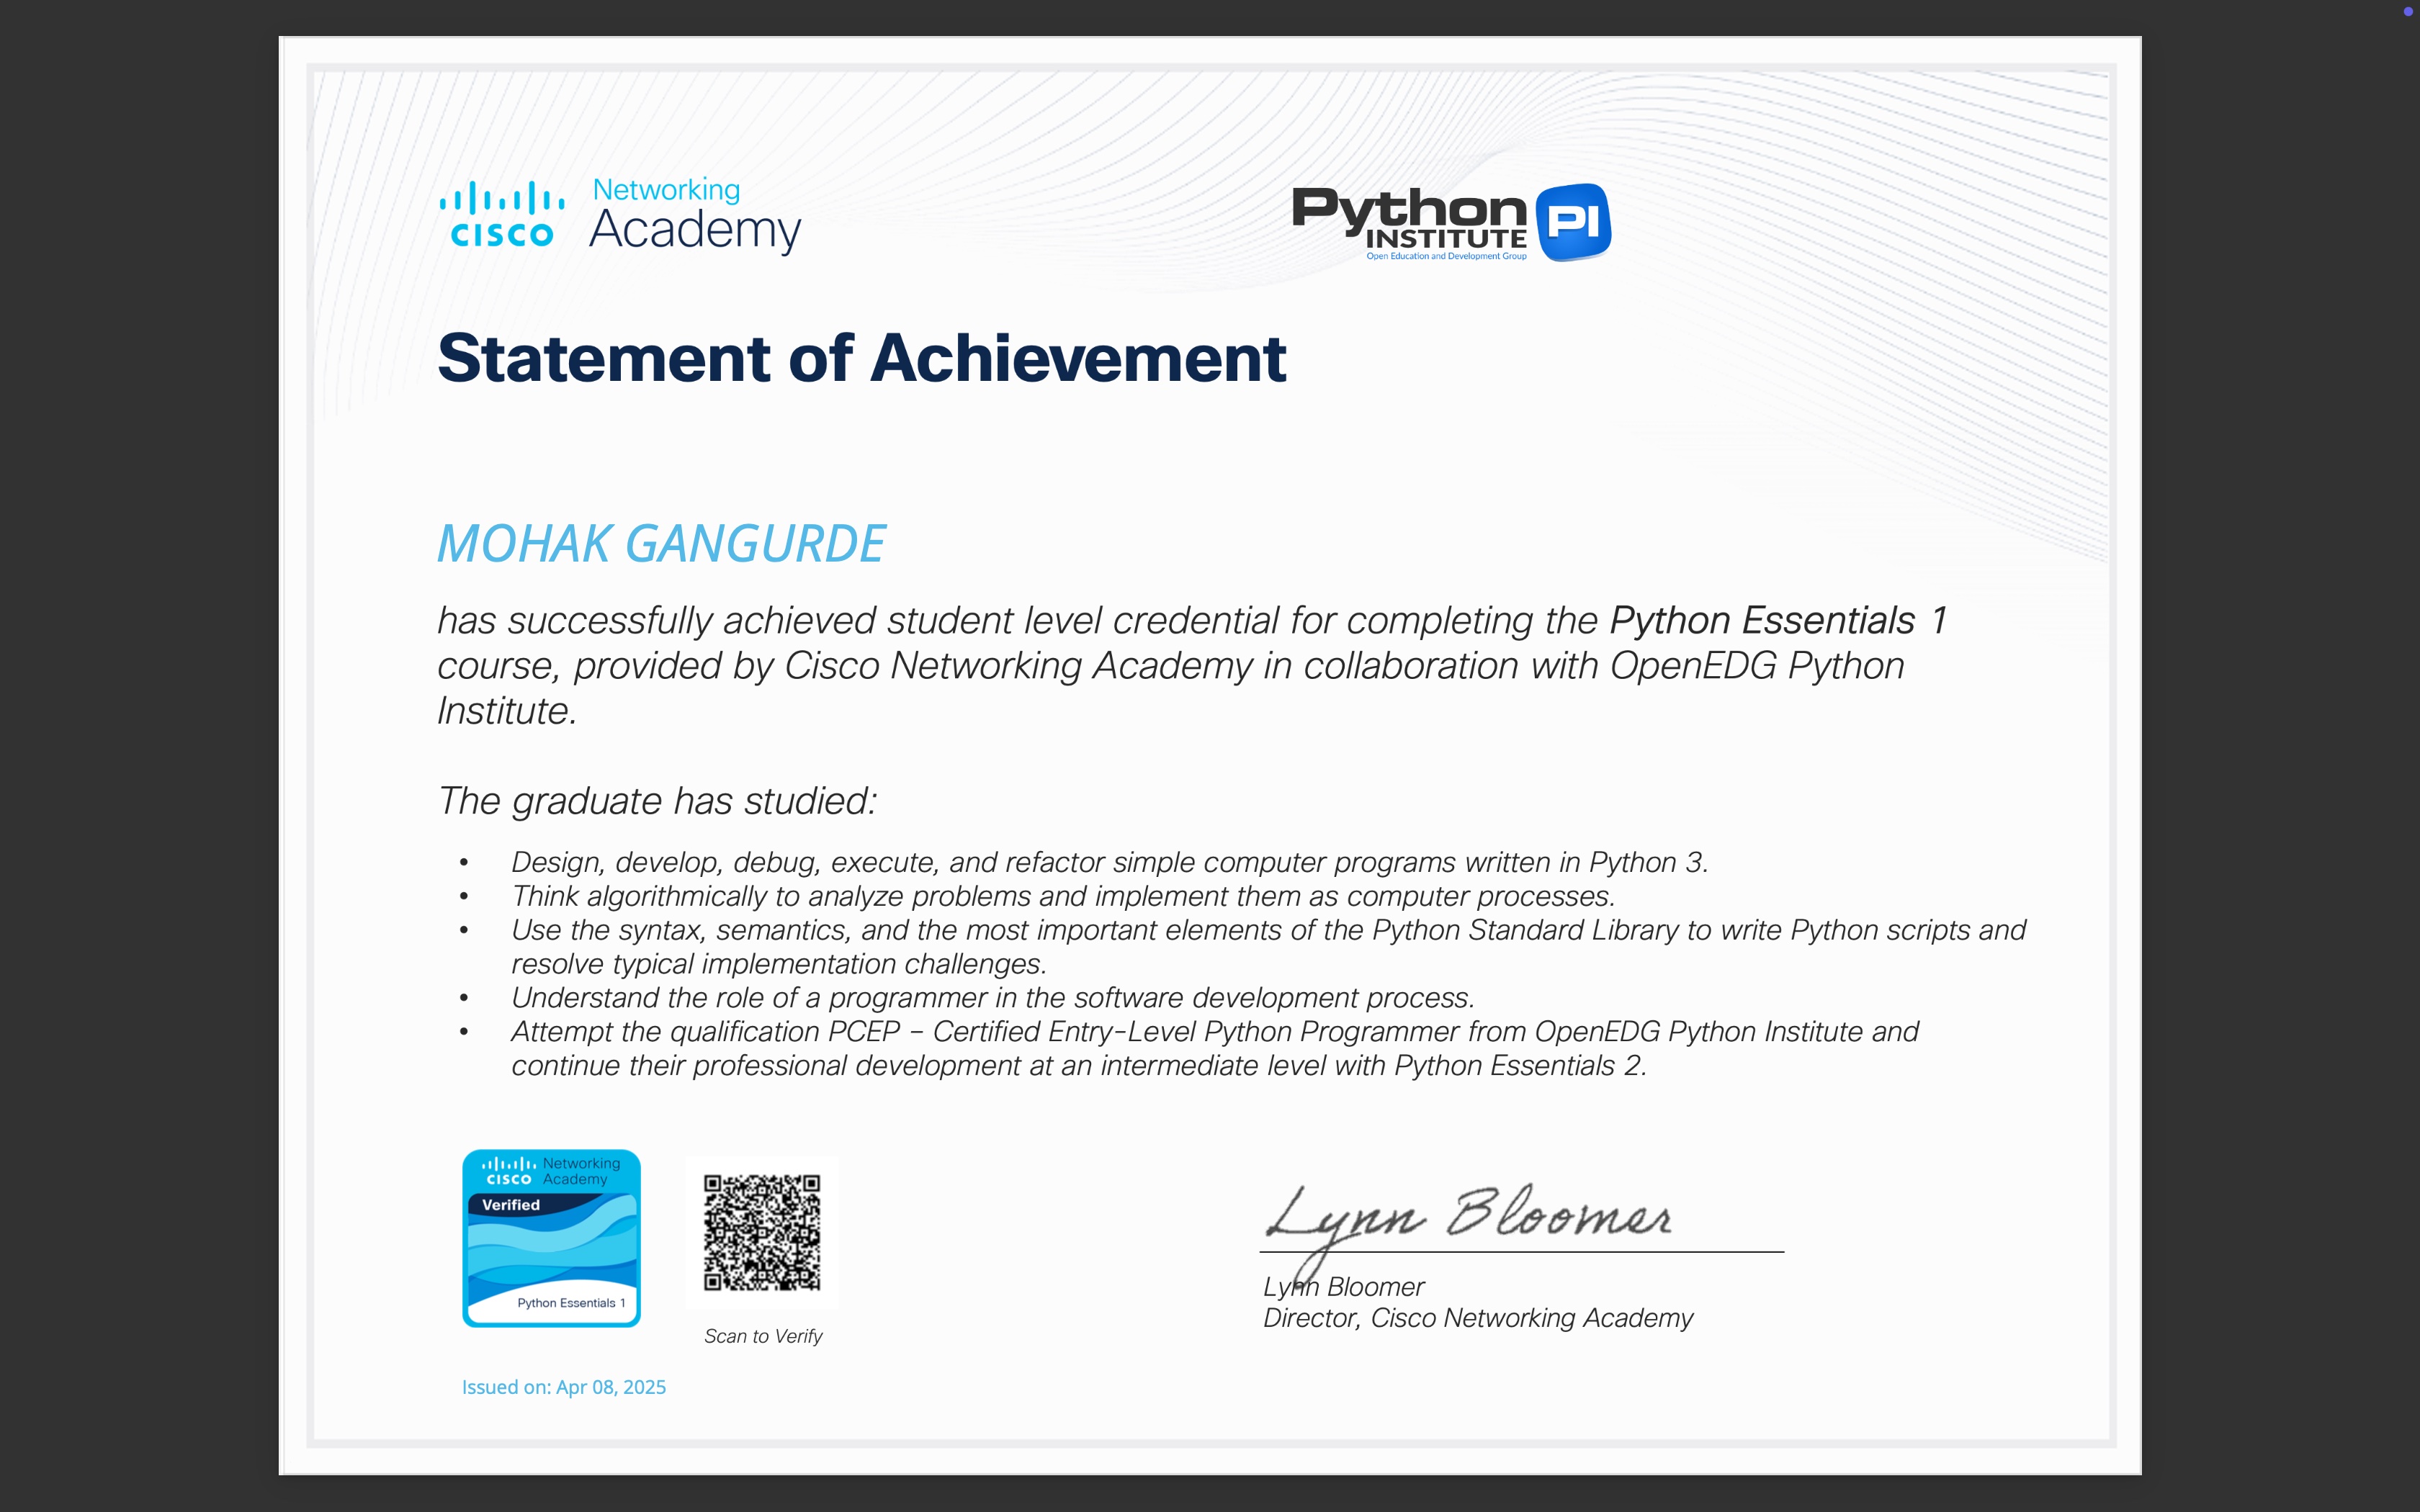 Networking
Academy
CISCO
Python
INSTITUTE
Open Education and Development Group
PI
Statement of Achievement
MOHAK GANGURDE
has successfully achieved student level credential for completing the Python Essentials 1
course, provided by Cisco Networking Academy in collaboration with OpenEDG Python
Institute.
The graduate has studied:
• Design, develop, debug, execute, and refactor simple computer programs written in Python 3.
• Think algorithmically to analyze problems and implement them as computer processes.
• Use the syntax, semantics, and the most important elements of the Python Standard Library to write Python scripts and
resolve typical implementation challenges.
• Understand the role of a programmer in the software development process.
• Attempt the qualification PCEP – Certified Entry-Level Python Programmer from OpenEDG Python Institute and
continue their professional development at an intermediate level with Python Essentials 2.
CISCO Networking
Academy
Verified
Python Essentials 1
Scan to Verify
Issued on: Apr 08, 2025
Lynn Bloomer
Lynn Bloomer
Director, Cisco Networking Academy